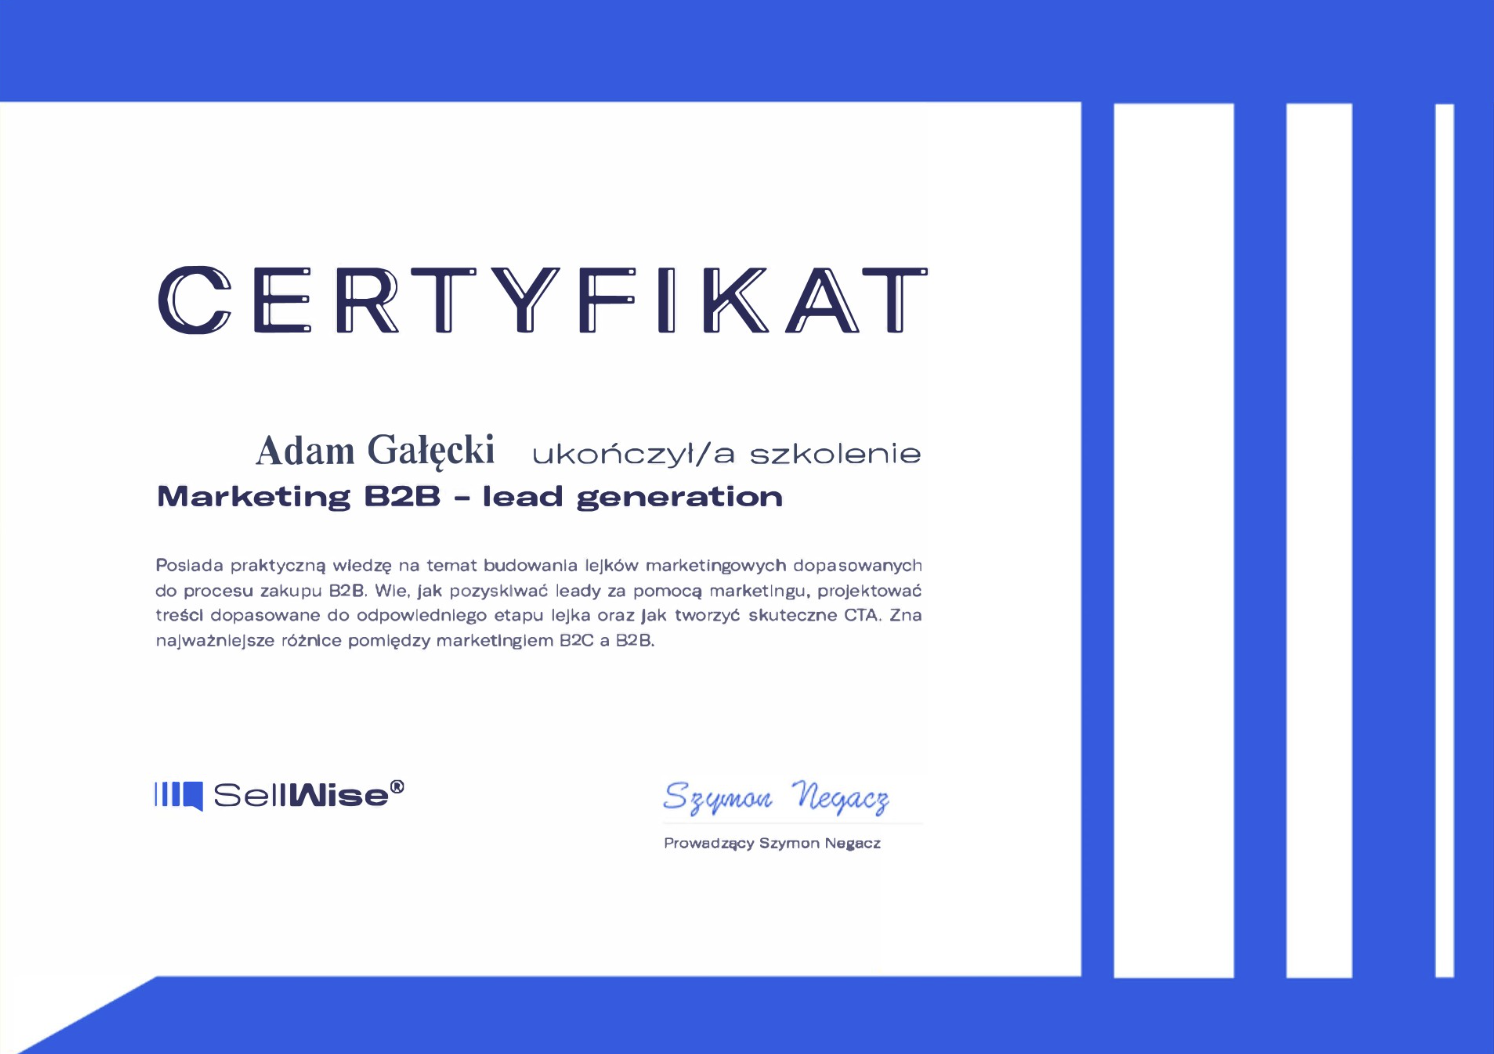 CERTYFIKAT
Adam Gałęcki ukończył/a szkolenie
Marketing B2B – lead generation
Posiada praktyczną wiedzę na temat budowania lejków marketingowych dopasowanych
do procesu zakupu B2B. Wie, jak pozyskiwać leady za pomocą marketingu, projektować
treści dopasowane do odpowiedniego etapu lejka oraz jak tworzyć skuteczne CTA. Zna
najważniejsze różnice pomiędzy marketingiem B2C a B2B.
SellWise®
Szymon Negacz
Prowadzący Szymon Negacz